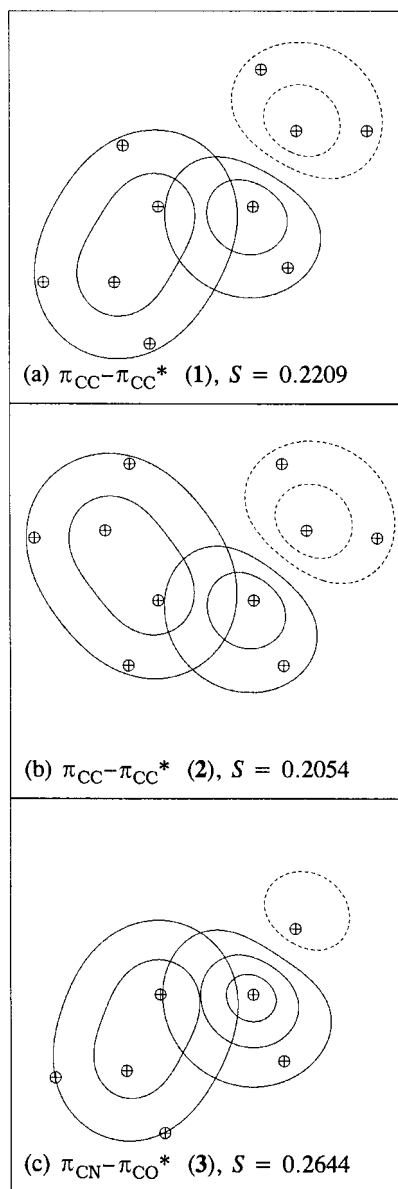 (a) π_CC–π_CC* (1), S = 0.2209
(b) π_CC–π_CC* (2), S = 0.2054
(c) π_CN–π_CO* (3), S = 0.2644